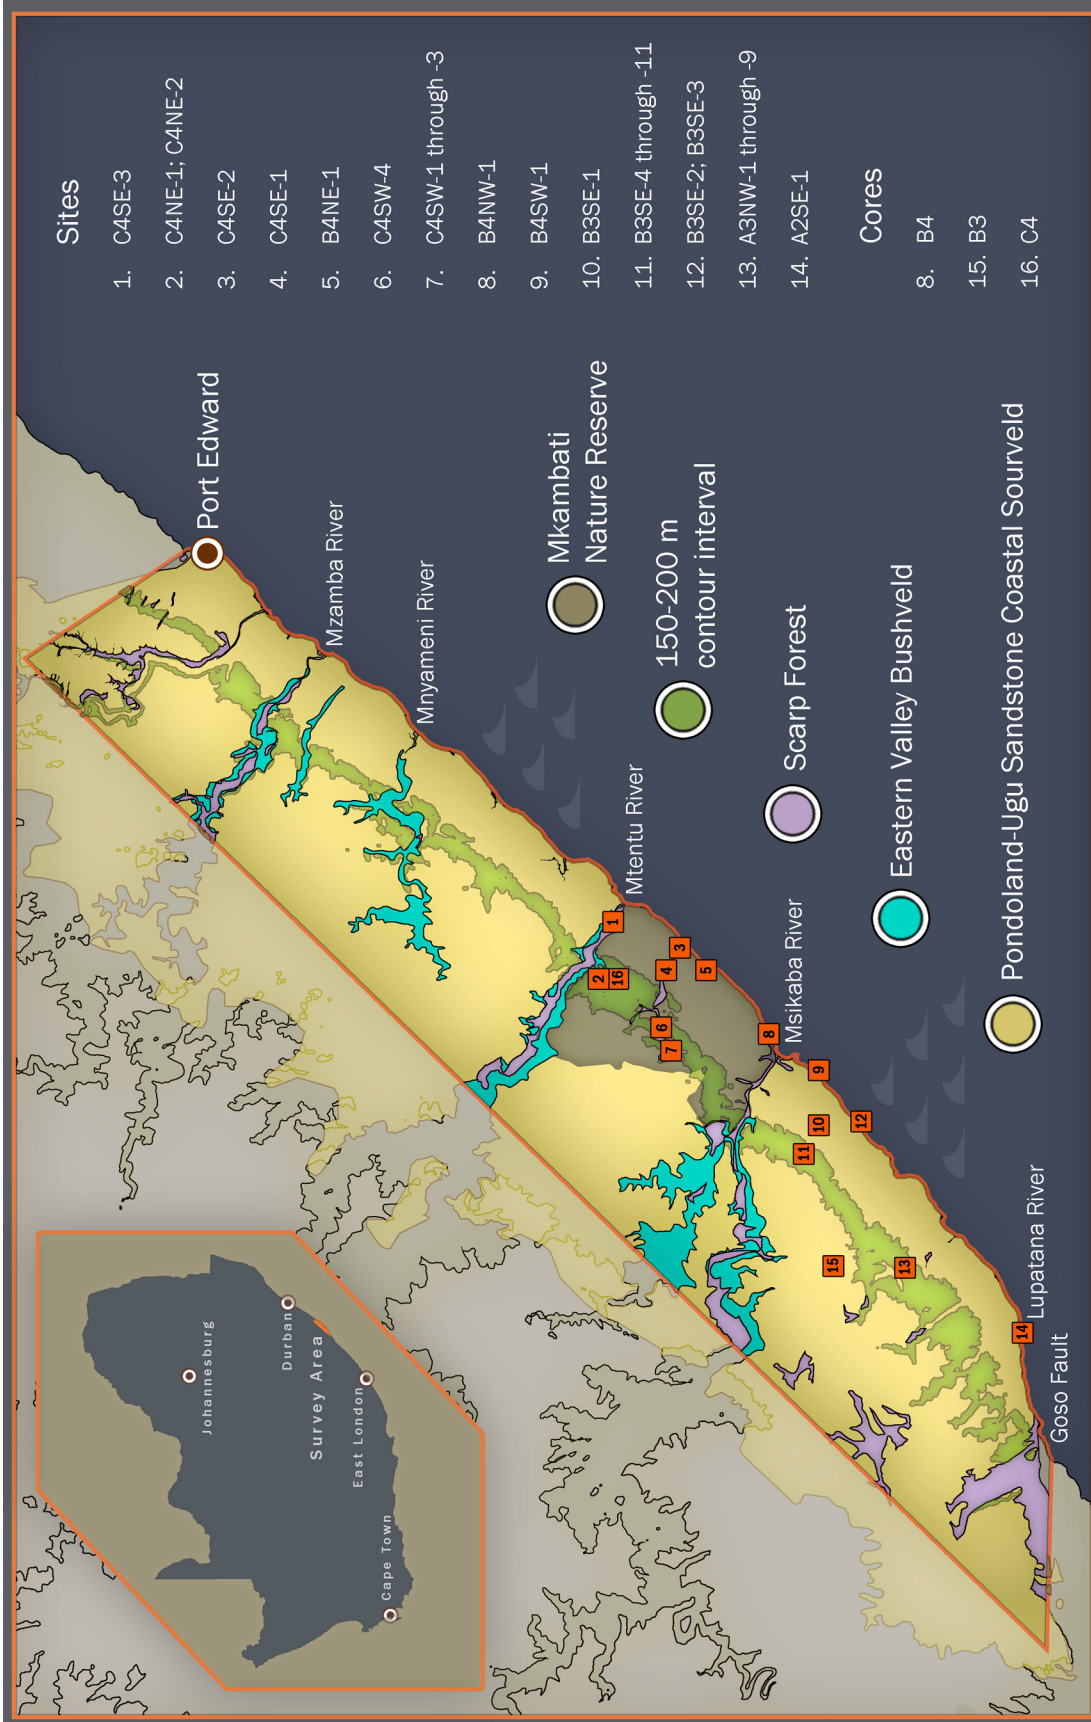 Sites
1. C4SE-3
2. C4NE-1; C4NE-2
3. C4SE-2
4. C4SE-1
5. B4NE-1
6. C4SW-4
7. C4SW-1 through -3
8. B4NW-1
9. B4SW-1
10. B3SE-1
11. B3SE-4 through -11
12. B3SE-2; B3SE-3
13. A3NW-1 through -9
14. A2SE-1
Cores
8. B4
15. B3
16. C4
Port Edward
Mzamba River
Mnyameni River
Mtentu River
Msikaba River
Lupatana River
Goso Fault
Mkambati
Nature Reserve
150-200 m
contour interval
Scarp Forest
Eastern Valley Bushveld
Pondoland-Ugu Sandstone Coastal Sourveld
Johannesburg
Durban
Survey Area
East London
Cape Town
1
2
16
3
4
5
6
7
8
9
10
11
12
15
13
14